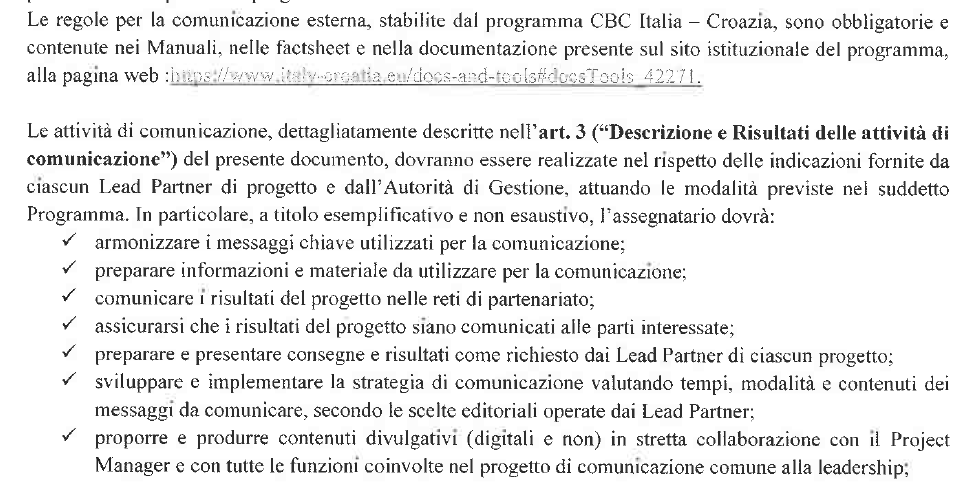 Le regole per la comunicazione esterna, stabilite dal programma CBC Italia – Croazia, sono obbligatorie e
contenute nei Manuali, nelle factsheet e nella documentazione presente sul sito istituzionale del programma,
alla pagina web :https://www.italy-croatia.eu/docs-and-tools#docsTools_42271.
Le attività di comunicazione, dettagliatamente descritte nell'art. 3 (“Descrizione e Risultati delle attività di
comunicazione”) del presente documento, dovranno essere realizzate nel rispetto delle indicazioni fornite da
ciascun Lead Partner di progetto e dall'Autorità di Gestione, attuando le modalità previste nel suddetto
Programma. In particolare, a titolo esemplificativo e non esaustivo, l'assegnatario dovrà:
✓ armonizzare i messaggi chiave utilizzati per la comunicazione;
✓ preparare informazioni e materiale da utilizzare per la comunicazione;
✓ comunicare i risultati del progetto nelle reti di partenariato;
✓ assicurarsi che i risultati del progetto siano comunicati alle parti interessate;
✓ preparare e presentare consegne e risultati come richiesto dai Lead Partner di ciascun progetto;
✓ sviluppare e implementare la strategia di comunicazione valutando tempi, modalità e contenuti dei
messaggi da comunicare, secondo le scelte editoriali operate dai Lead Partner;
✓ proporre e produrre contenuti divulgativi (digitali e non) in stretta collaborazione con il Project
Manager e con tutte le funzioni coinvolte nel progetto di comunicazione comune alla leadership;